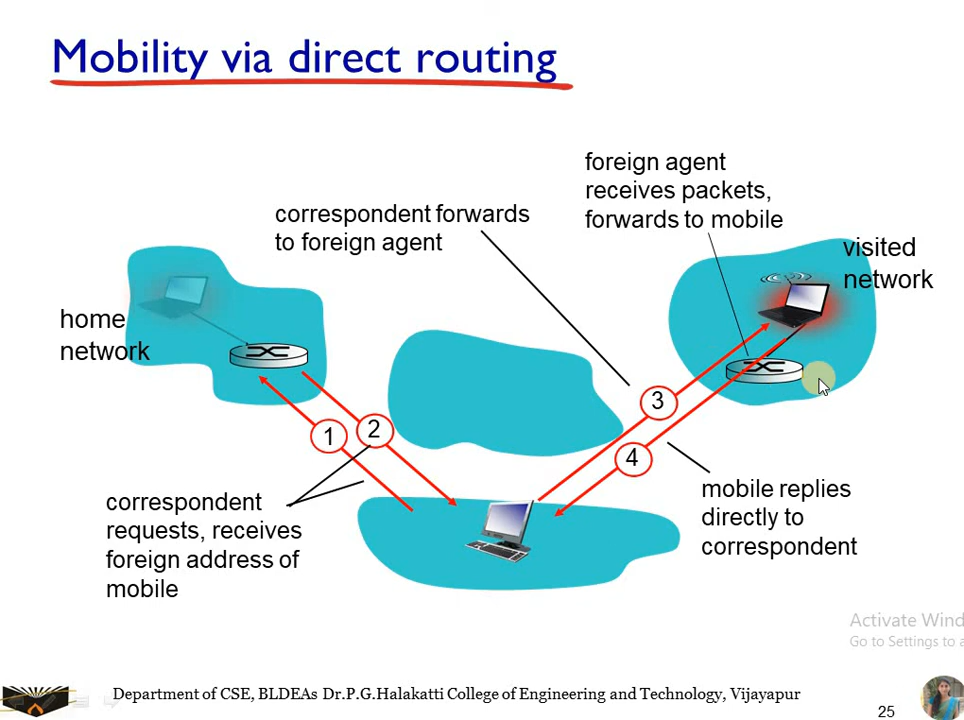 Mobility via direct routing
foreign agent
receives packets,
forwards to mobile
correspondent forwards
to foreign agent
visited
network
home
network
3
1
2
4
correspondent
requests, receives
foreign address of
mobile
mobile replies
directly to
correspondent
Activate Wind
Go to Settings to a
Department of CSE, BLDEAs Dr.P.G.Halakatti College of Engineering and Technology, Vijayapur
25